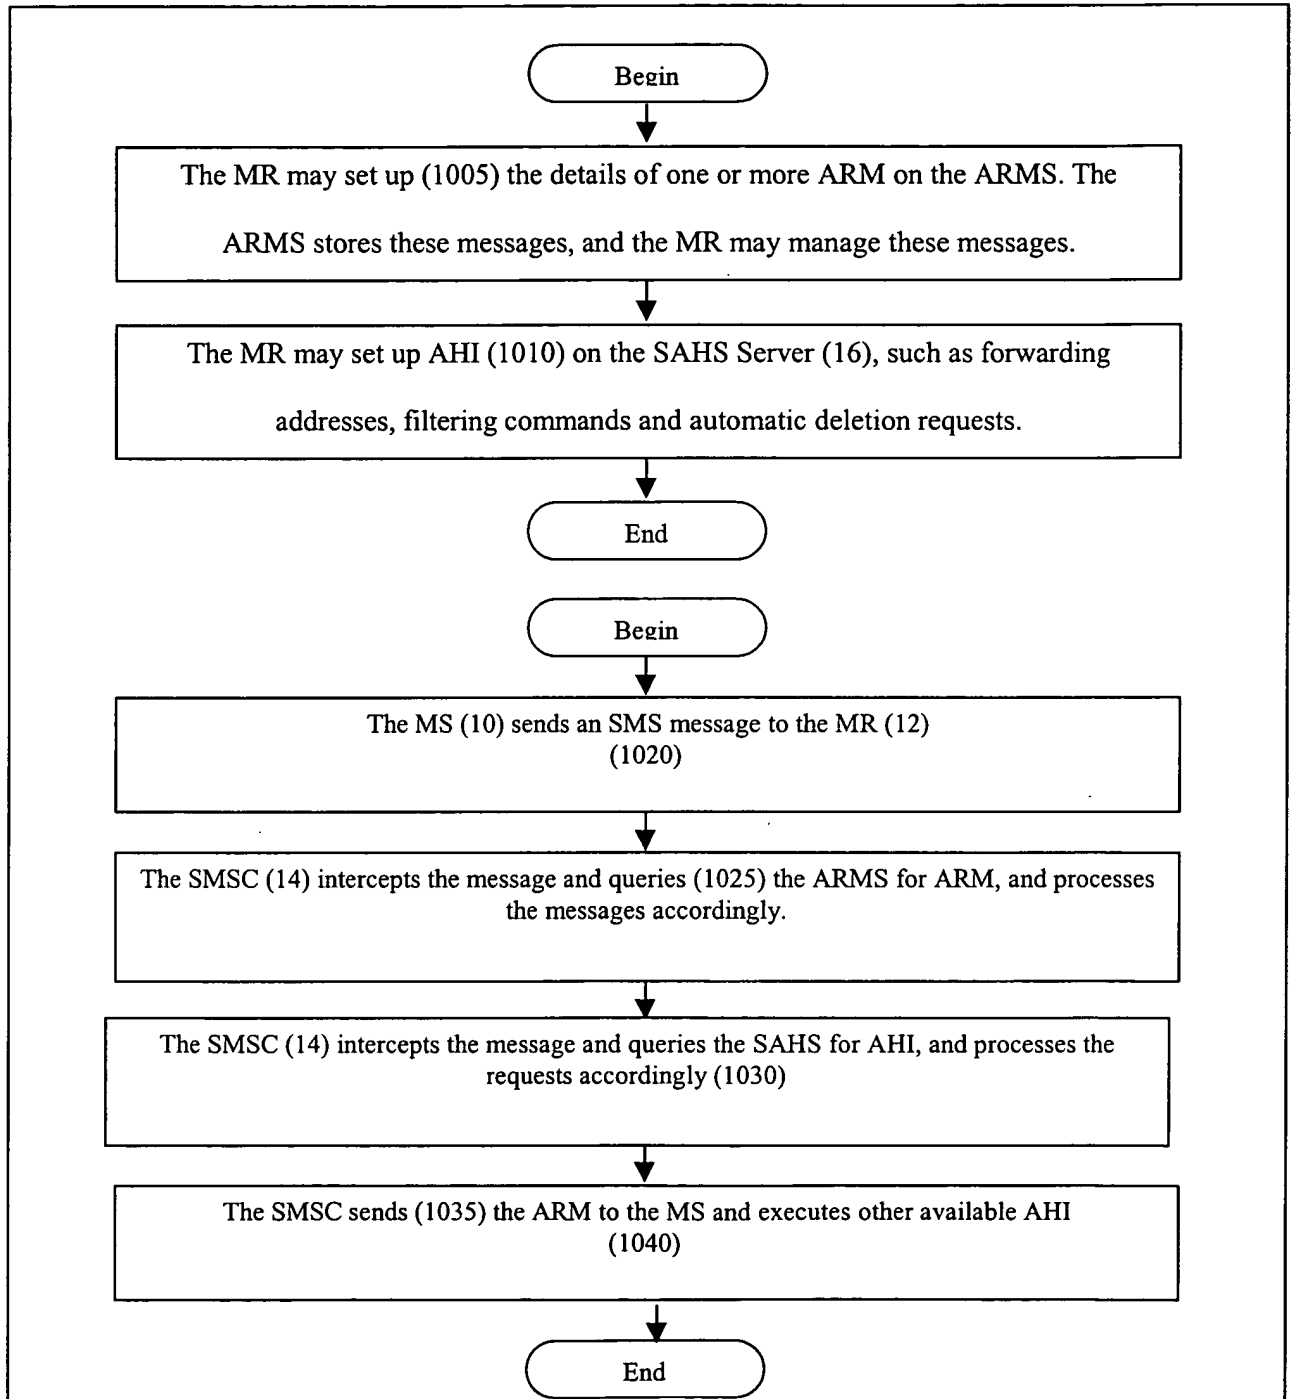 Begin
The MR may set up (1005) the details of one or more ARM on the ARMS. The
ARMS stores these messages, and the MR may manage these messages.
The MR may set up AHI (1010) on the SAHS Server (16), such as forwarding
addresses, filtering commands and automatic deletion requests.
End
Begin
The MS (10) sends an SMS message to the MR (12)
(1020)
The SMSC (14) intercepts the message and queries (1025) the ARMS for ARM, and processes
the messages accordingly.
The SMSC (14) intercepts the message and queries the SAHS for AHI, and processes the
requests accordingly (1030)
The SMSC sends (1035) the ARM to the MS and executes other available AHI
(1040)
End